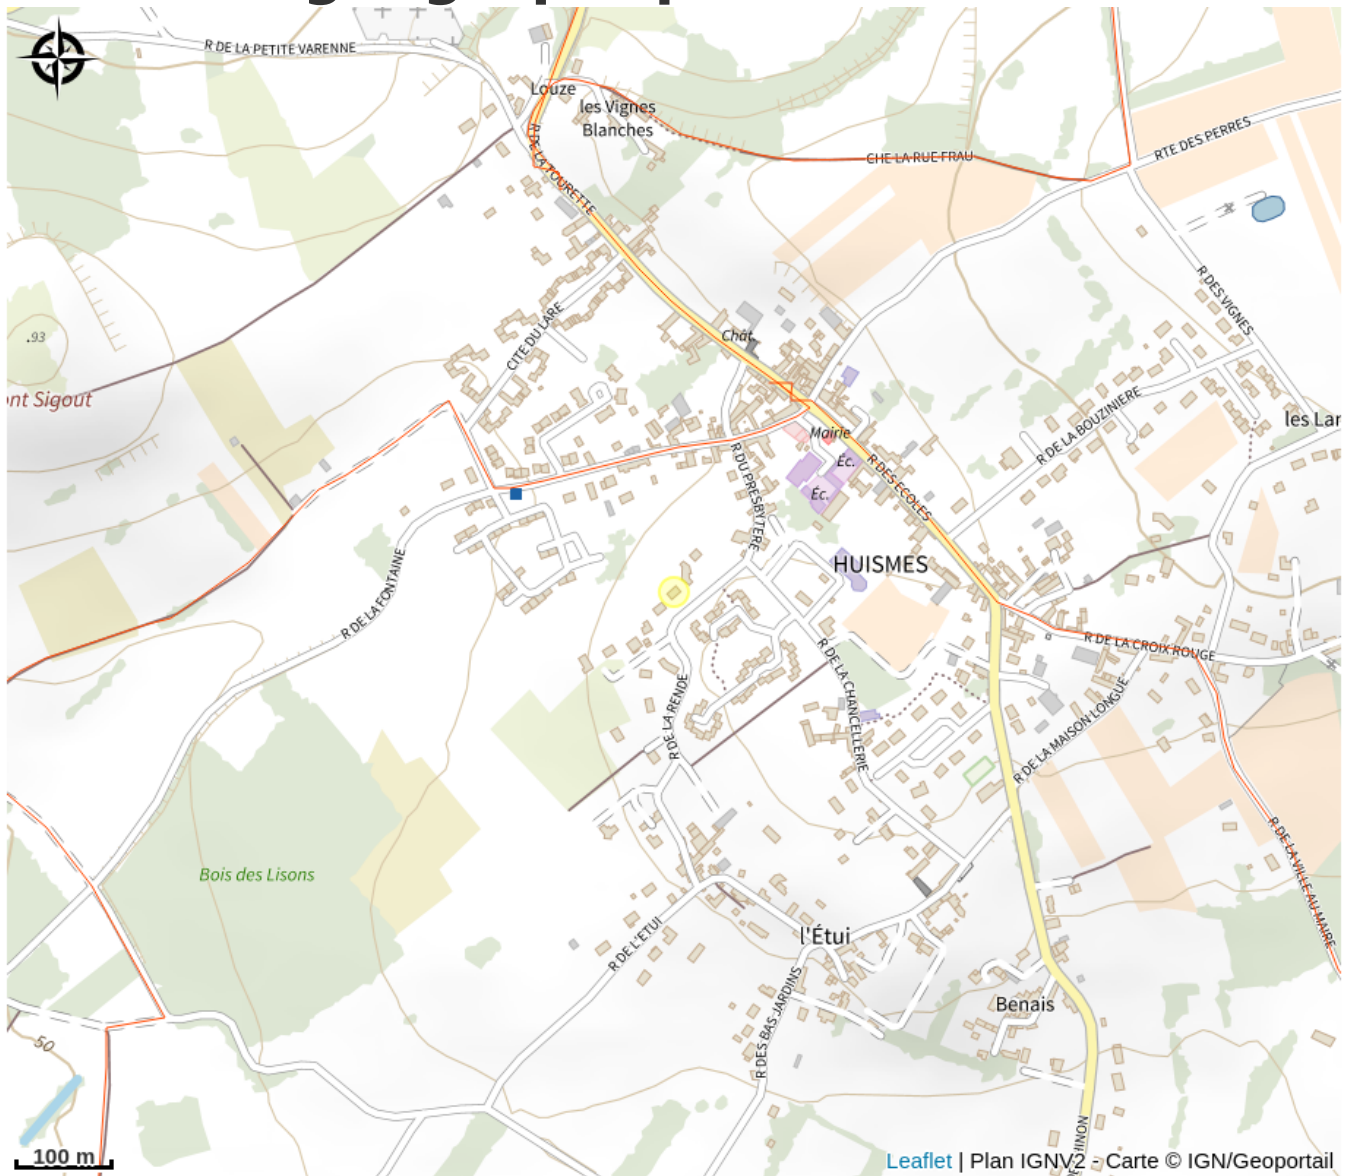 R DE LA PETITE VARENNE
Louze
les Vignes
Blanches
R DE LA TOURETTE
CHE LA RUE FRAU
RTE DES PERRES
R DES VIGNES
CITE DU LARE
Chât.
.93
nt Sigout
R DE LA BOUZINIERE
les Lar
Mairie
Éc.
Éc.
R DES ECOLES
R DU PRESBYTERE
HUISMES
R DE LA FONTAINE
R DE LA CROIX ROUGE
R DE LA CHANCELLERIE
R DE LA RENDE
R DE LA MAISON LONGUE
R DE LA VILLE AU MAIRE
Bois des Lisons
R DE L'ETUI
l'Étui
R DES BAS JARDINS
Benais
50
HINON
100 m
Leaflet | Plan IGNV2 - Carte © IGN/Geoportail